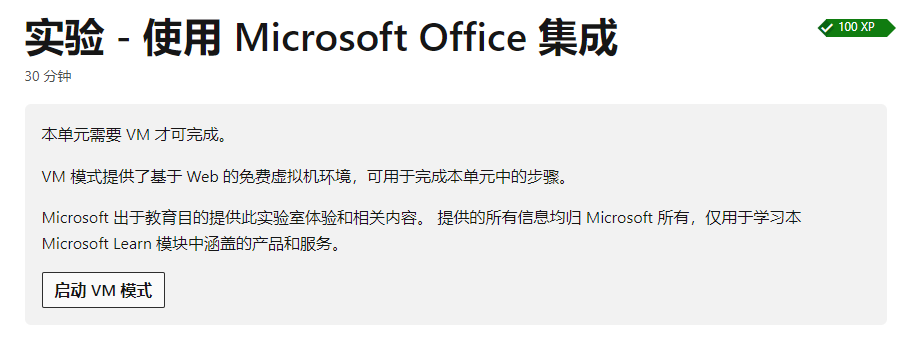 实验 - 使用 Microsoft Office 集成
100 XP
30 分钟
本单元需要 VM 才可完成。
VM 模式提供了基于 Web 的免费虚拟机环境，可用于完成本单元中的步骤。
Microsoft 出于教育目的提供此实验室体验和相关内容。 提供的所有信息均归 Microsoft 所有，仅用于学习本
Microsoft Learn 模块中涵盖的产品和服务。
启动 VM 模式